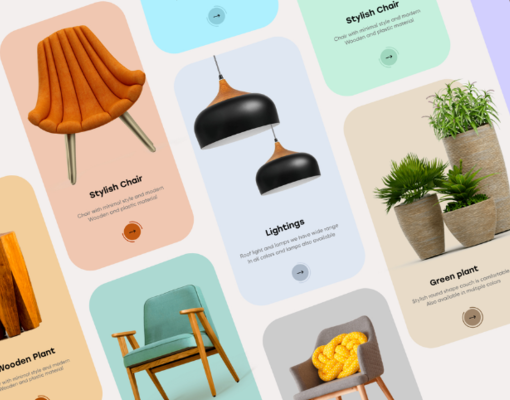 Stylish Chair
Chair with minimal style and modern
Wooden and plastic material
Stylish Chair
Chair with minimal style and modern
Wooden and plastic material
Lightings
Roof light and lamps we have wide range
in all colors and lamps also available
Green plant
Stylish round shape couch is comfortable
Also available in multiple colors
Wooden Plant
with minimal style and modern
Wooden and plastic material